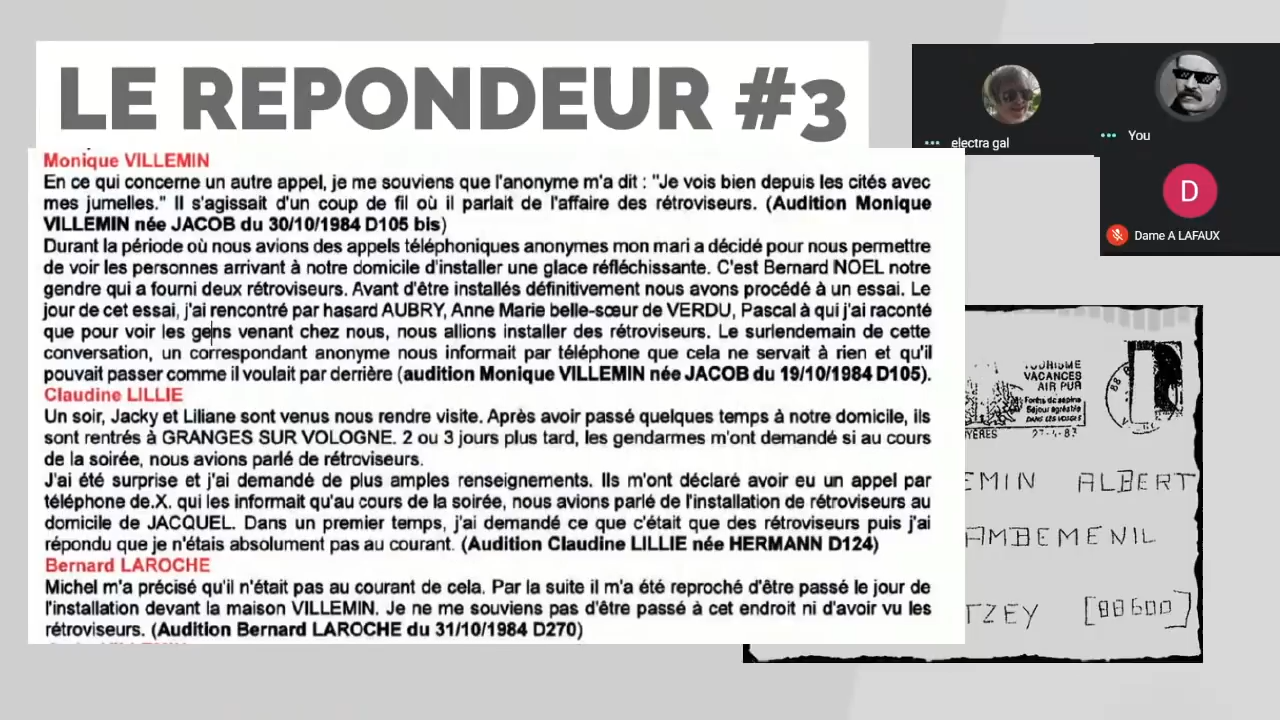 LE REPONDEUR #3
Monique VILLEMIN
En ce qui concerne un autre appel, je me souviens que l'anonyme m'a dit : "Je vois bien depuis les cités avec
mes jumelles." Il s'agissait d'un coup de fil où il parlait de l'affaire des rétroviseurs. (Audition Monique
VILLEMIN née JACOB du 30/10/1984 D105 bis)
Durant la période où nous avions des appels téléphoniques anonymes mon mari a décidé pour nous permettre
de voir les personnes arrivant à notre domicile d'installer une glace réfléchissante. C'est Bernard NOEL notre
gendre qui a fourni deux rétroviseurs. Avant d'être installés définitivement nous avons procédé à un essai. Le
jour de cet essai, j'ai rencontré par hasard AUBRY, Anne Marie belle-sœur de VERDU, Pascal à qui j'ai raconté
que pour voir les gens venant chez nous, nous allions installer des rétroviseurs. Le surlendemain de cette
conversation, un correspondant anonyme nous informait par téléphone que cela ne servait à rien et qu'il
pouvait passer comme il voulait par derrière (audition Monique VILLEMIN née JACOB du 19/10/1984 D105).
Claudine LILLIE
Un soir, Jacky et Liliane sont venus nous rendre visite. Après avoir passé quelques temps à notre domicile, ils
sont rentrés à GRANGES SUR VOLOGNE. 2 ou 3 jours plus tard, les gendarmes m'ont demandé si au cours
de la soirée, nous avions parlé de rétroviseurs.
J'ai été surprise et j'ai demandé de plus amples renseignements. Ils m'ont déclaré avoir eu un appel par
téléphone de.X. qui les informait qu'au cours de la soirée, nous avions parlé de l'installation de rétroviseurs au
domicile de JACQUEL. Dans un premier temps, j'ai demandé ce que c'était que des rétroviseurs puis j'ai
répondu que je n'étais absolument pas au courant. (Audition Claudine LILLIE née HERMANN D124)
Bernard LAROCHE
Michel m'a précisé qu'il n'était pas au courant de cela. Par la suite il m'a été reproché d'être passé le jour de
l'installation devant la maison VILLEMIN. Je ne me souviens pas d'être passé à cet endroit ni d'avoir vu les
rétroviseurs. (Audition Bernard LAROCHE du 31/10/1984 D270)
electra gal
You
D
Dame A LAFAUX
TOURISME
VACANCES
AIR PUR
Forêts de sapins
Séjour agréable
DANS LES VOSGES
YERES
EMIN ALBERT
AMBEMENIL
TZEY [88600]